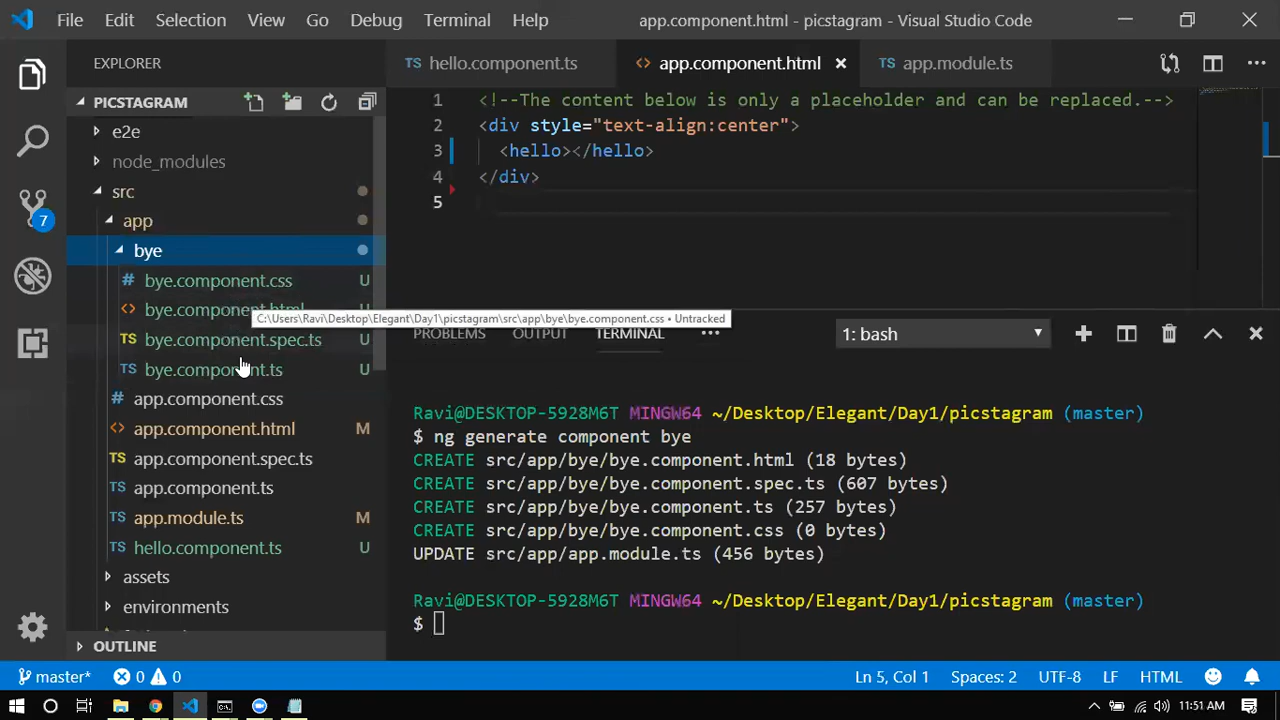 File Edit Selection View Go Debug Terminal Help app.component.html - picstagram - Visual Studio Code
EXPLORER
PICSTAGRAM
e2e
node_modules
src
app
bye
bye.component.css U
bye.component.html
C:\Users\Ravi\Desktop\Elegant\Day1\picstagram\src\app\bye\bye.component.css • Untracked
bye.component.spec.ts U
bye.component.ts U
app.component.css
app.component.html M
app.component.spec.ts
app.component.ts
app.module.ts M
hello.component.ts U
assets
environments
OUTLINE
TS hello.component.ts <> app.component.html TS app.module.ts
1 <!--The content below is only a placeholder and can be replaced.-->
2 <div style="text-align:center">
3 <hello></hello>
4 </div>
5
PROBLEMS OUTPUT TERMINAL ••• 1: bash
Ravi@DESKTOP-5928M6T MINGW64 ~/Desktop/Elegant/Day1/picstagram (master)
$ ng generate component bye
CREATE src/app/bye/bye.component.html (18 bytes)
CREATE src/app/bye/bye.component.spec.ts (607 bytes)
CREATE src/app/bye/bye.component.ts (257 bytes)
CREATE src/app/bye/bye.component.css (0 bytes)
UPDATE src/app/app.module.ts (456 bytes)
Ravi@DESKTOP-5928M6T MINGW64 ~/Desktop/Elegant/Day1/picstagram (master)
$
7
master* 0 0 Ln 5, Col 1 Spaces: 2 UTF-8 LF HTML
11:51 AM